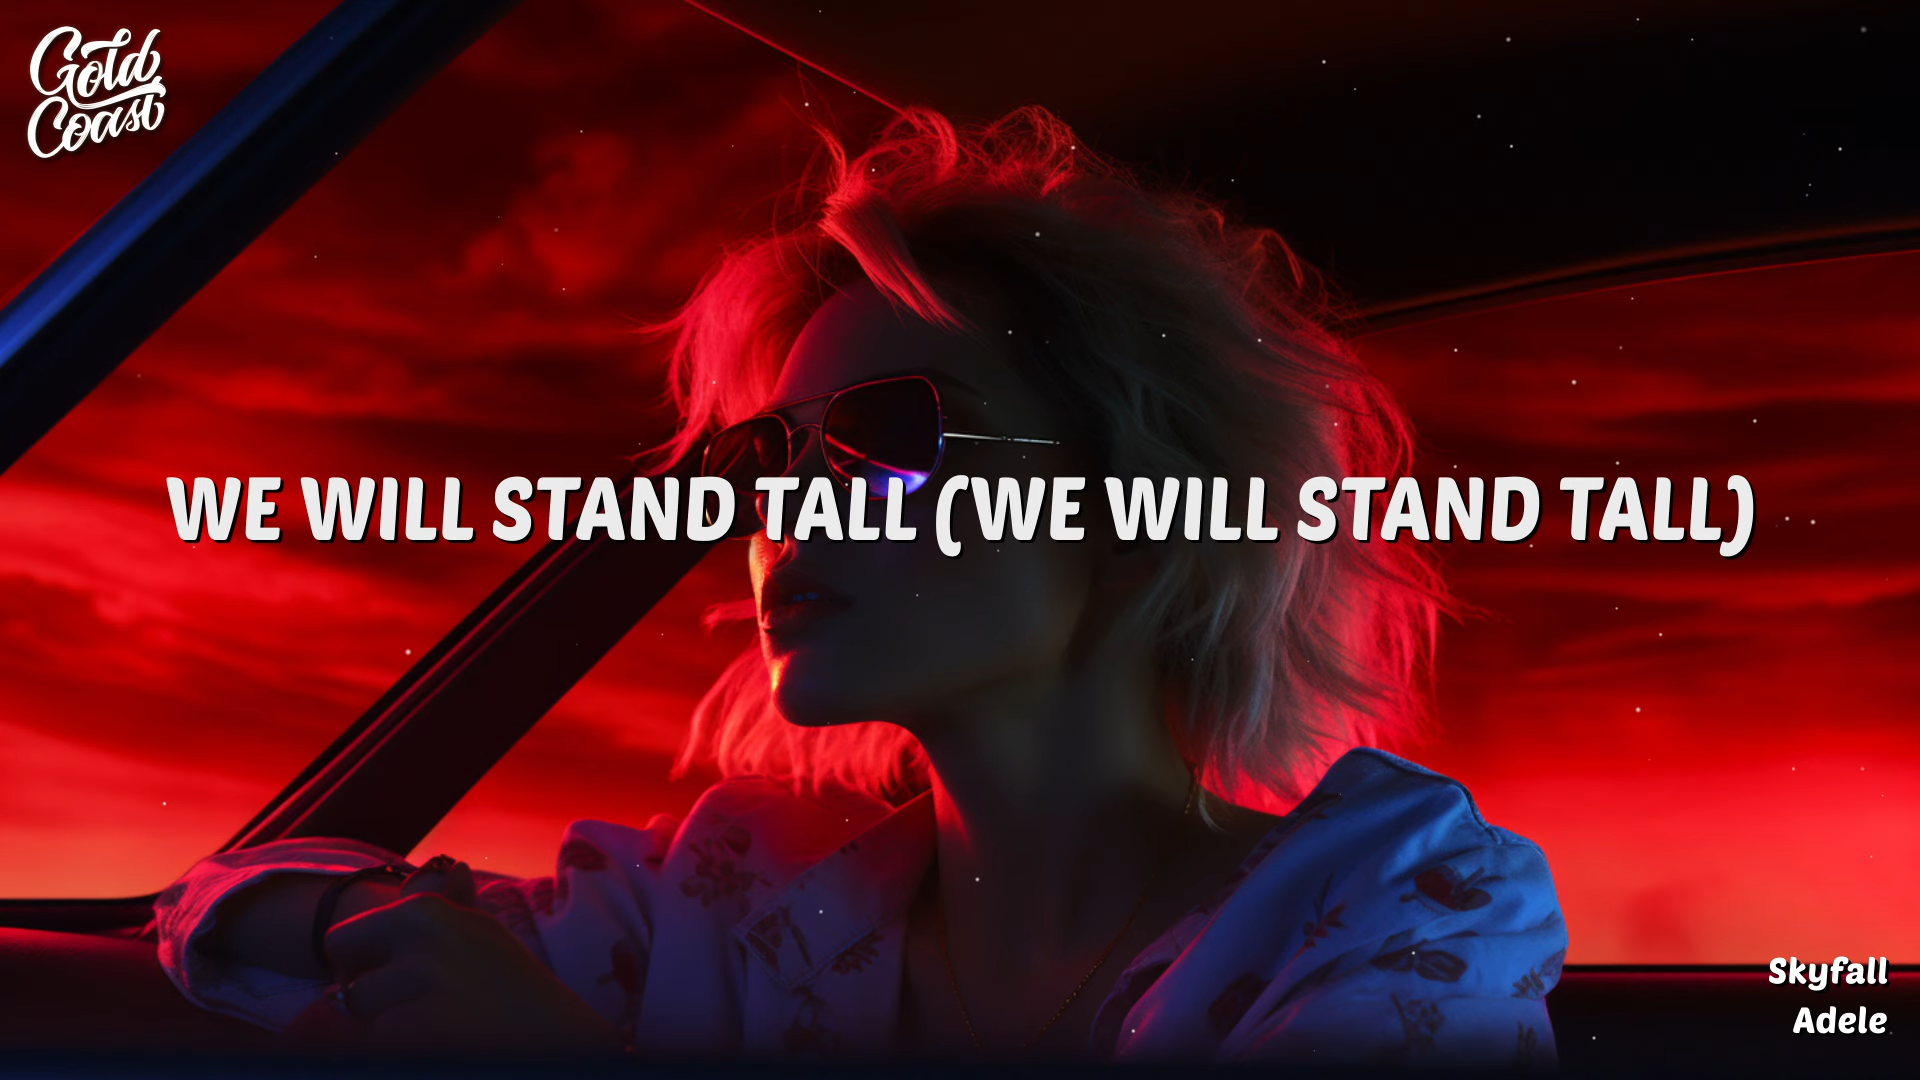 Gold
Coast
WE WILL STAND TALL (WE WILL STAND TALL)
Skyfall
Adele